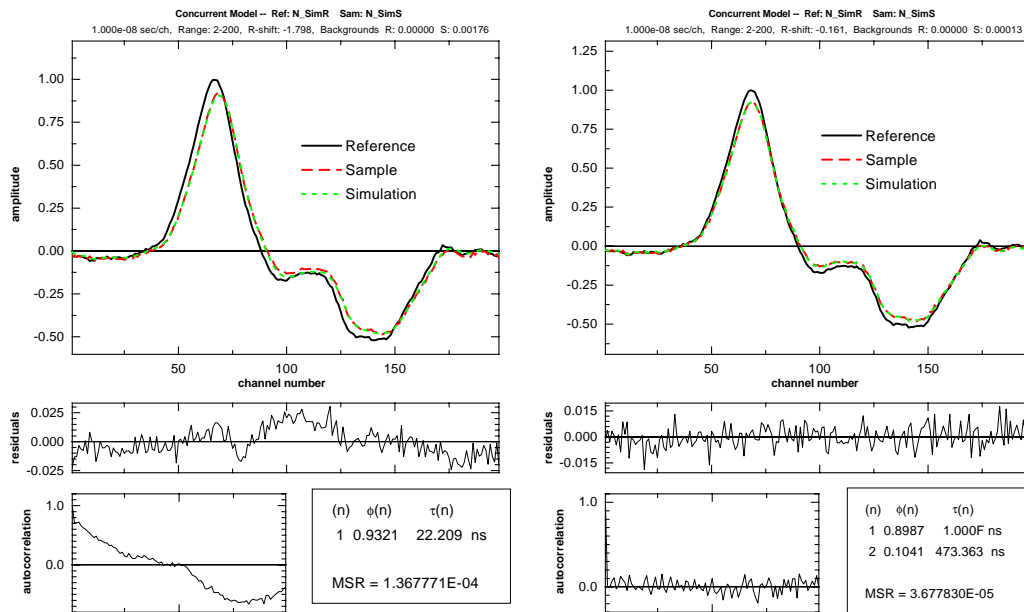 Concurrent Model -- Ref: N_SimR Sam: N_SimS
1.000e-08 sec/ch, Range: 2-200, R-shift: -1.798, Backgrounds R: 0.00000 S: 0.00176
1.00
0.75
0.50
0.25
0.00
-0.25
-0.50
amplitude
Reference
Sample
Simulation
50
100
150
channel number
0.025
0.000
-0.025
residuals
1.0
0.0
autocorrelation
(n) ϕ(n) τ(n)
1 0.9321 22.209 ns
MSR = 1.367771E-04
Concurrent Model -- Ref: N_SimR Sam: N_SimS
1.000e-08 sec/ch, Range: 2-200, R-shift: -0.161, Backgrounds R: 0.00000 S: 0.00013
1.25
1.00
0.75
0.50
0.25
0.00
-0.25
-0.50
amplitude
Reference
Sample
Simulation
50
100
150
channel number
0.015
0.000
-0.015
residuals
1.0
0.0
autocorrelation
(n) ϕ(n) τ(n)
1 0.8987 1.000F ns
2 0.1041 473.363 ns
MSR = 3.677830E-05